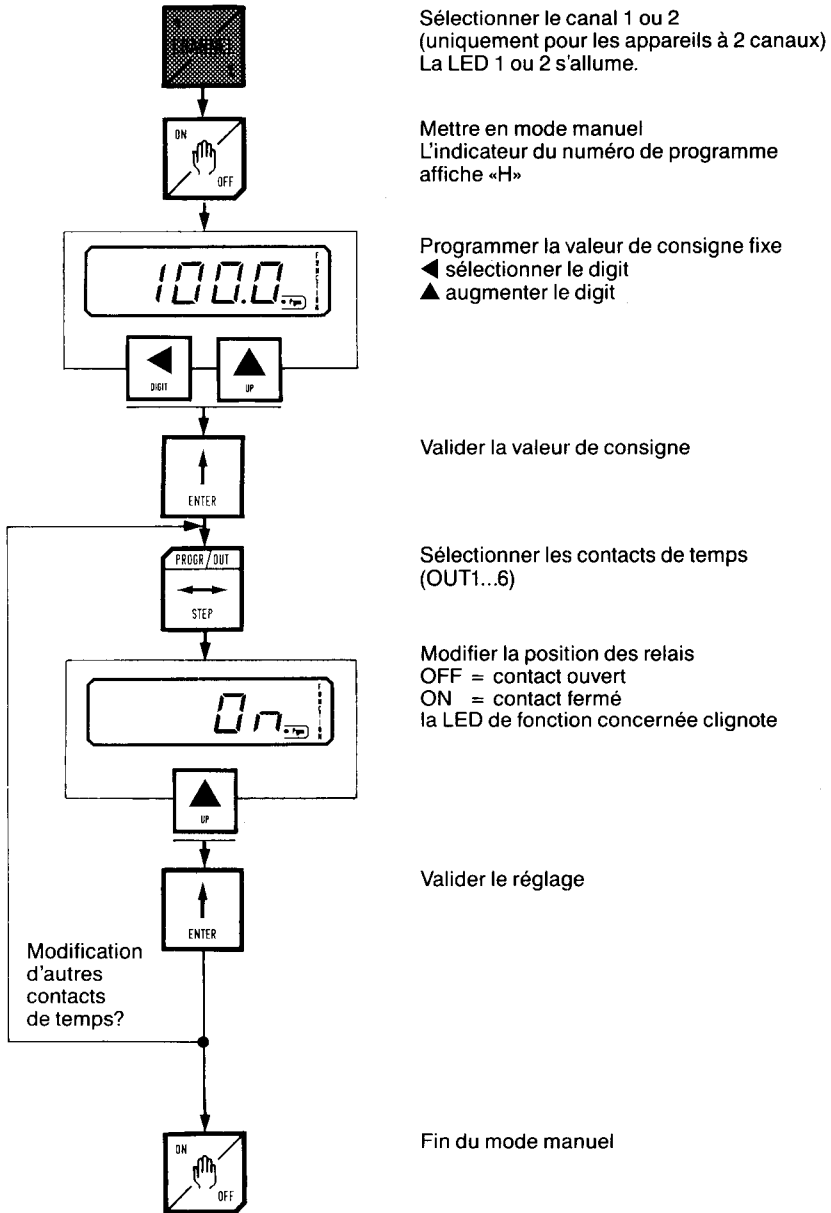 CHANNEL
Sélectionner le canal 1 ou 2
(uniquement pour les appareils à 2 canaux)
La LED 1 ou 2 s'allume.
ON
OFF
Mettre en mode manuel
L'indicateur du numéro de programme
affiche «H»
100.0
FUNCTION
Pgm
DIGIT
UP
Programmer la valeur de consigne fixe
◀ sélectionner le digit
▲ augmenter le digit
ENTER
Valider la valeur de consigne
PROGR/OUT
STEP
Sélectionner les contacts de temps
(OUT1...6)
On
FUNCTION
Pgm
UP
Modifier la position des relais
OFF = contact ouvert
ON = contact fermé
la LED de fonction concernée clignote
ENTER
Valider le réglage
Modification
d'autres
contacts
de temps?
ON
OFF
Fin du mode manuel